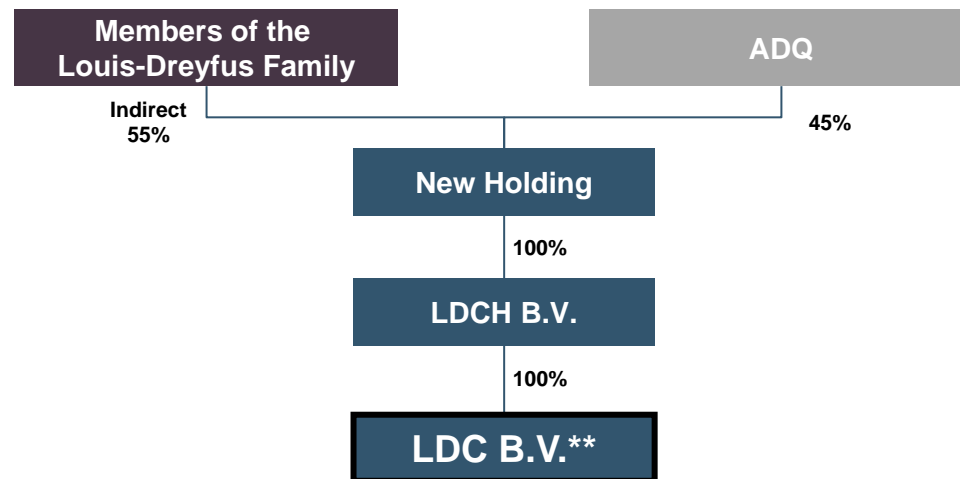 Members of the
Louis-Dreyfus Family
ADQ
Indirect
55%
45%
New Holding
100%
LDCH B.V.
100%
LDC B.V.**